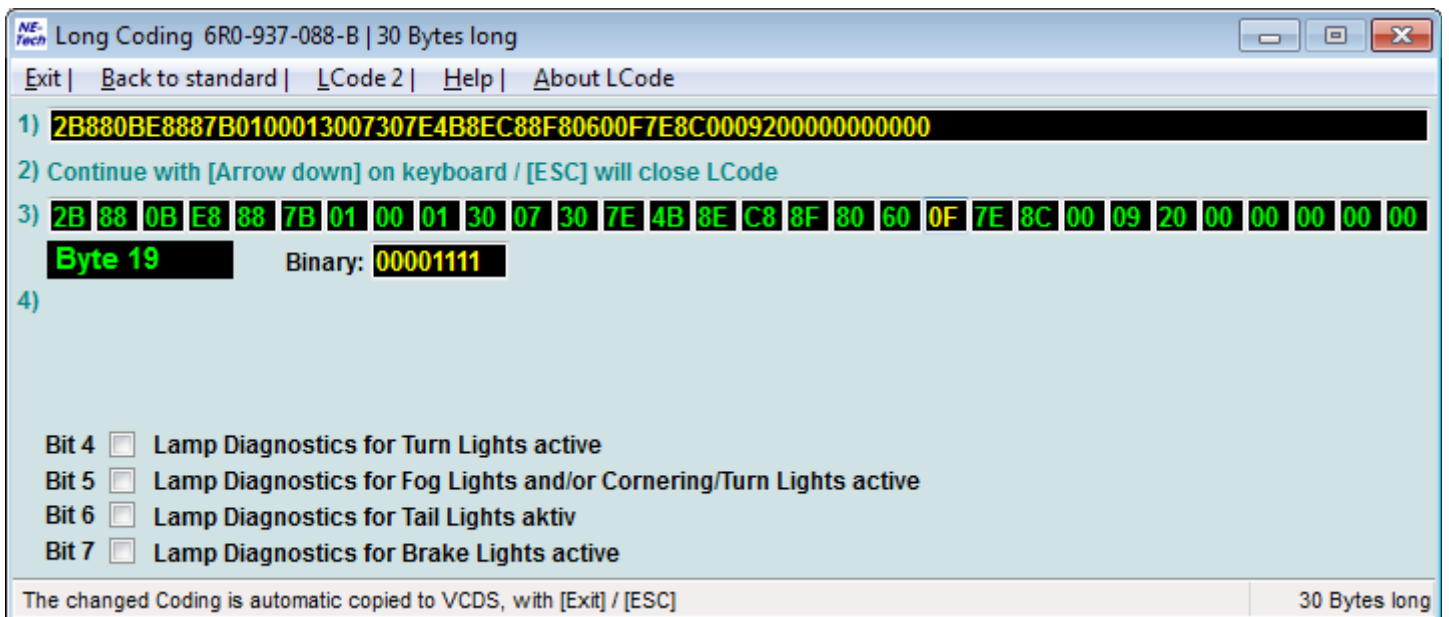 NE-Tech Long Coding 6R0-937-088-B | 30 Bytes long
Exit | Back to standard | LCode 2 | Help | About LCode
1) 2B880BE8887B0100013007307E4B8EC88F80600F7E8C0009200000000000
2) Continue with [Arrow down] on keyboard / [ESC] will close LCode
3) 2B 88 0B E8 88 7B 01 00 01 30 07 30 7E 4B 8E C8 8F 80 60 0F 7E 8C 00 09 20 00 00 00 00 00
Byte 19 Binary: 00001111
4)
Bit 4 Lamp Diagnostics for Turn Lights active
Bit 5 Lamp Diagnostics for Fog Lights and/or Cornering/Turn Lights active
Bit 6 Lamp Diagnostics for Tail Lights aktiv
Bit 7 Lamp Diagnostics for Brake Lights active
The changed Coding is automatic copied to VCDS, with [Exit] / [ESC] 30 Bytes long